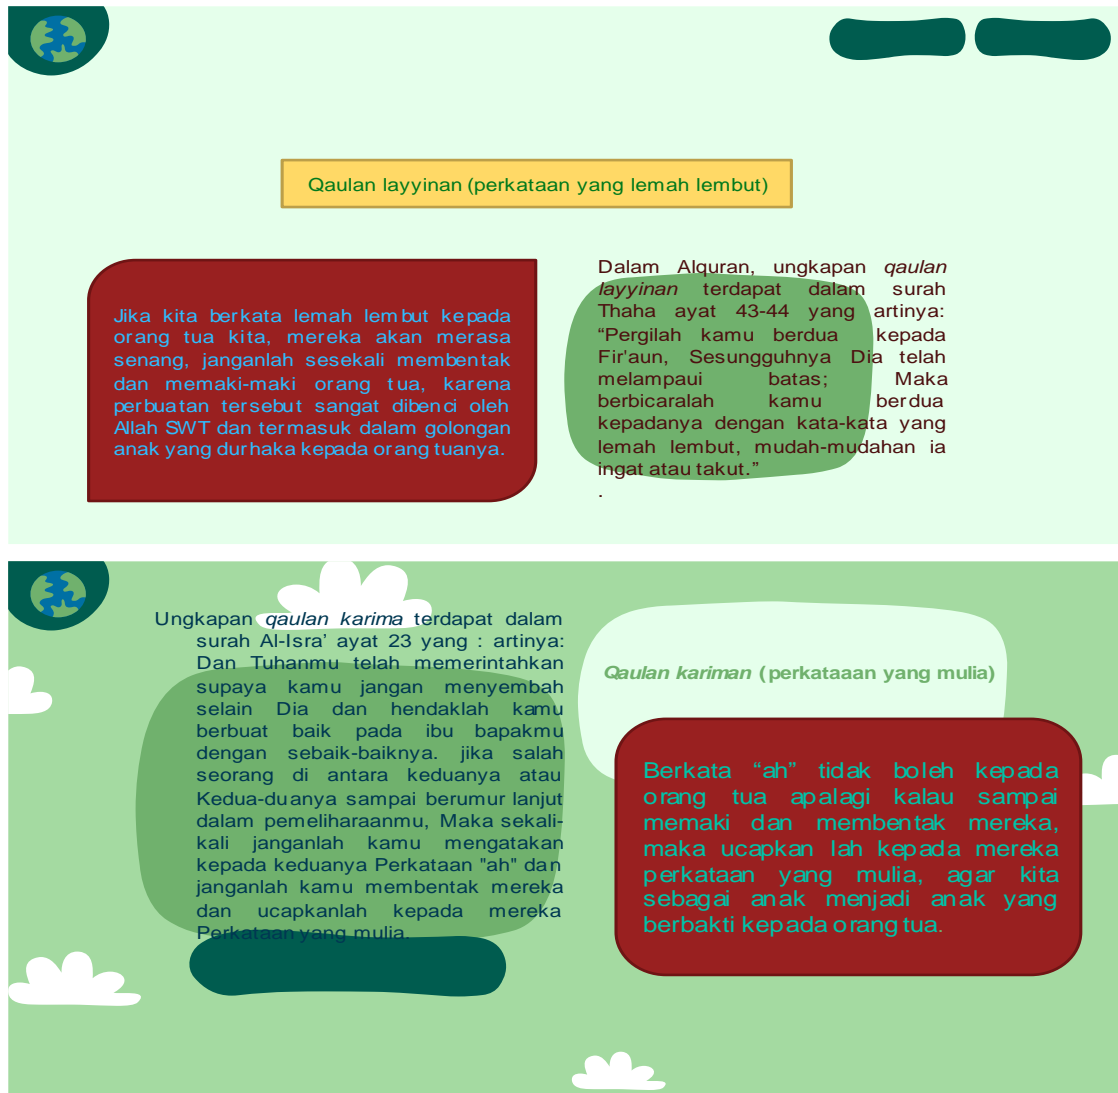 Qaulan layyinan (perkataan yang lemah lembut)
Jika kita berkata lemah lembut kepada
orang tua kita, mereka akan merasa
senang, janganlah sesekali membentak
dan memaki-maki orang tua, karena
perbuatan tersebut sangat dibenci oleh
Allah SWT dan termasuk dalam golongan
anak yang durhaka kepada orang tuanya.
Dalam Alquran, ungkapan qaulan
layyinan terdapat dalam surah
Thaha ayat 43-44 yang artinya:
“Pergilah kamu berdua kepada
Fir'aun, Sesungguhnya Dia telah
melampaui batas; Maka
berbicaralah kamu berdua
kepadanya dengan kata-kata yang
lemah lembut, mudah-mudahan ia
ingat atau takut.”
.
Ungkapan qaulan karima terdapat dalam
surah Al-Isra’ ayat 23 yang : artinya:
Dan Tuhanmu telah memerintahkan
supaya kamu jangan menyembah
selain Dia dan hendaklah kamu
berbuat baik pada ibu bapakmu
dengan sebaik-baiknya. jika salah
seorang di antara keduanya atau
Kedua-duanya sampai berumur lanjut
dalam pemeliharaanmu, Maka sekali-
kali janganlah kamu mengatakan
kepada keduanya Perkataan "ah" dan
janganlah kamu membentak mereka
dan ucapkanlah kepada mereka
Perkataan yang mulia.
Qaulan kariman (perkataaan yang mulia)
Berkata “ah” tidak boleh kepada
orang tua apalagi kalau sampai
memaki dan membentak mereka,
maka ucapkan lah kepada mereka
perkataan yang mulia, agar kita
sebagai anak menjadi anak yang
berbakti kepada orang tua.